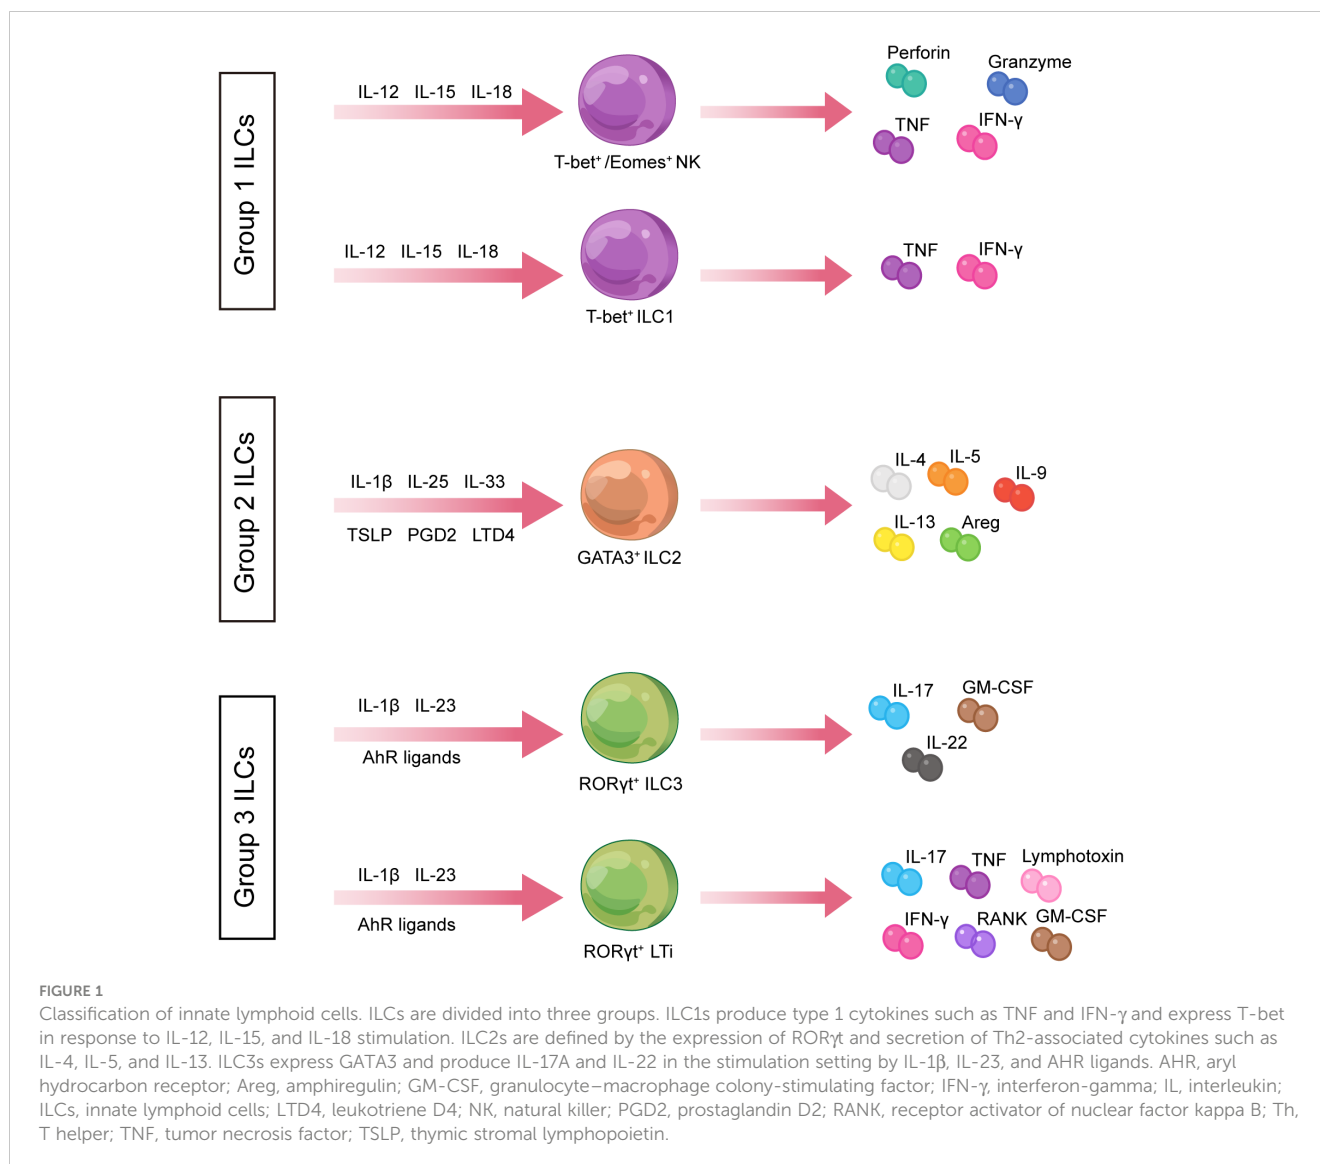 Group 1 ILCs
IL-12 IL-15 IL-18
T-bet⁺/Eomes⁺ NK
Perforin
Granzyme
TNF
IFN-γ
IL-12 IL-15 IL-18
T-bet⁺ ILC1
TNF
IFN-γ
Group 2 ILCs
IL-1β IL-25 IL-33
TSLP PGD2 LTD4
GATA3⁺ ILC2
IL-4
IL-5
IL-9
IL-13
Areg
Group 3 ILCs
IL-1β IL-23
AhR ligands
RORγt⁺ ILC3
IL-17
GM-CSF
IL-22
IL-1β IL-23
AhR ligands
RORγt⁺ LTi
IL-17
TNF
Lymphotoxin
IFN-γ
RANK
GM-CSF
FIGURE 1
Classification of innate lymphoid cells. ILCs are divided into three groups. ILC1s produce type 1 cytokines such as TNF and IFN-γ and express T-bet
in response to IL-12, IL-15, and IL-18 stimulation. ILC2s are defined by the expression of RORγt and secretion of Th2-associated cytokines such as
IL-4, IL-5, and IL-13. ILC3s express GATA3 and produce IL-17A and IL-22 in the stimulation setting by IL-1β, IL-23, and AHR ligands. AHR, aryl
hydrocarbon receptor; Areg, amphiregulin; GM-CSF, granulocyte–macrophage colony-stimulating factor; IFN-γ, interferon-gamma; IL, interleukin;
ILCs, innate lymphoid cells; LTD4, leukotriene D4; NK, natural killer; PGD2, prostaglandin D2; RANK, receptor activator of nuclear factor kappa B; Th,
T helper; TNF, tumor necrosis factor; TSLP, thymic stromal lymphopoietin.